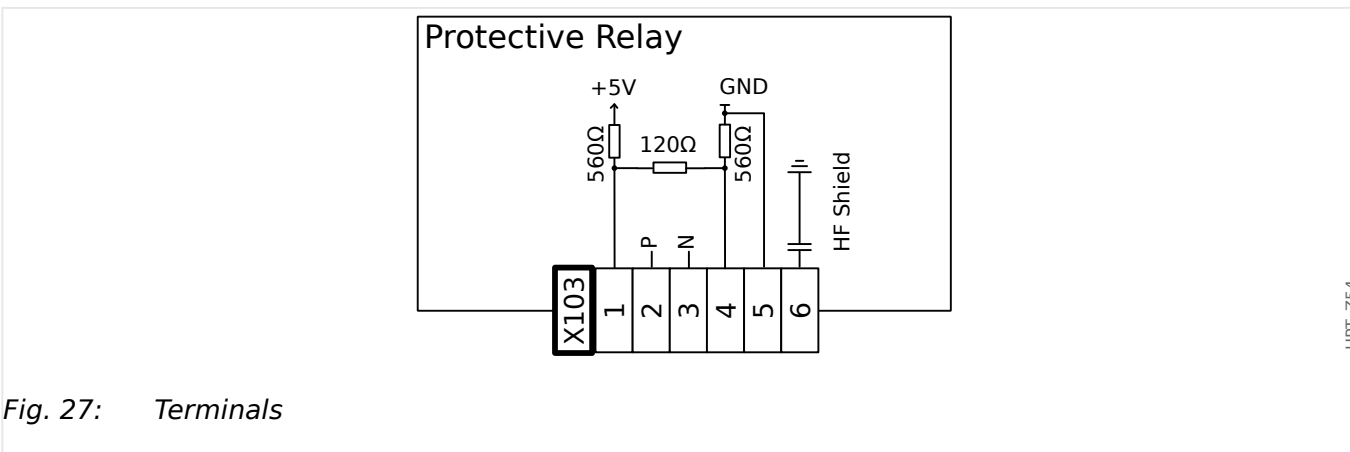 Protective Relay
+5V
GND
560Ω
120Ω
560Ω
HF Shield
P
N
X103
1
2
3
4
5
6
Fig. 27: Terminals